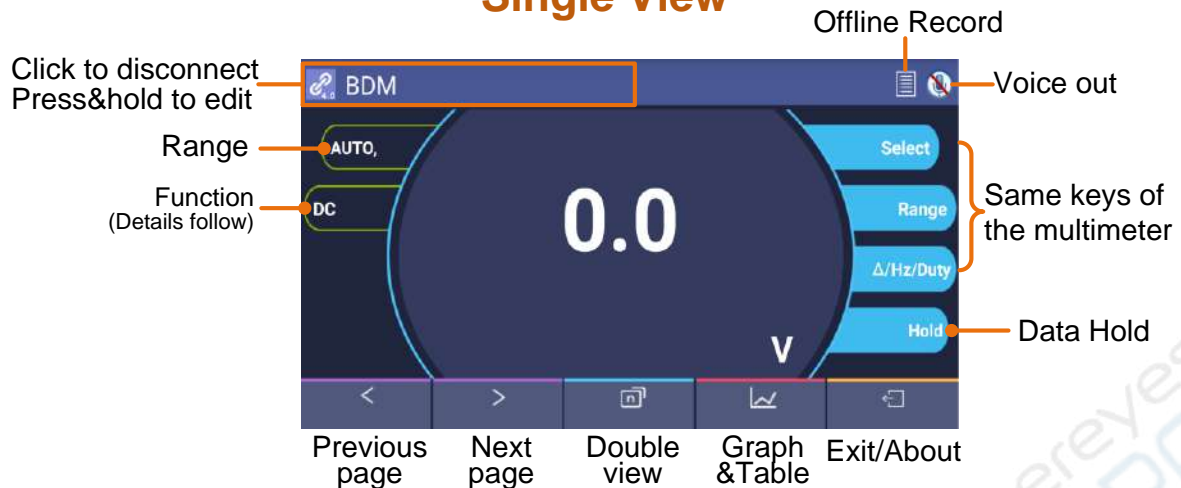 Single View
Offline Record
Click to disconnect
Press&hold to edit
4.0
BDM
Voice out
Range
AUTO,
Select
Function
(Details follow)
DC
0.0
Range
Same keys of
the multimeter
Δ/Hz/Duty
Hold
Data Hold
V
<
>
n
Previous
page
Next
page
Double
view
Graph
&Table
Exit/About